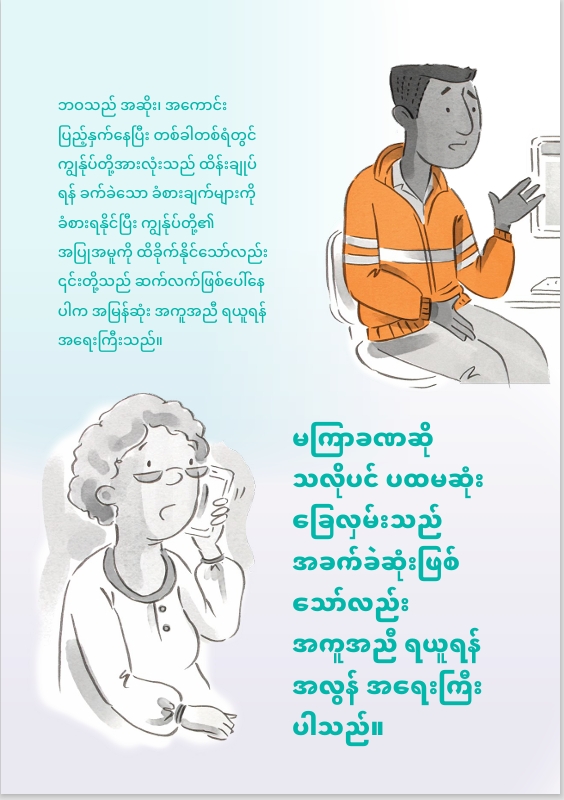 ဘဝသည် အဆိုး၊ အကောင်း
ပြည့်နှက်နေပြီး တစ်ခါတစ်ရံတွင်
ကျွန်ုပ်တို့အားလုံးသည် ထိန်းချုပ်
ရန် ခက်ခဲသော ခံစားချက်များကို
ခံစားရနိုင်ပြီး ကျွန်ုပ်တို့၏
အပြုအမူကို ထိခိုက်နိုင်သော်လည်း
၎င်းတို့သည် ဆက်လက်ဖြစ်ပေါ်နေ
ပါက အမြန်ဆုံး အကူအညီ ရယူရန်
အရေးကြီးသည်။
မကြာခဏဆို
သလိုပင် ပထမဆုံး
ခြေလှမ်းသည်
အခက်ခဲဆုံးဖြစ်
သော်လည်း
အကူအညီ ရယူရန်
အလွန် အရေးကြီး
ပါသည်။